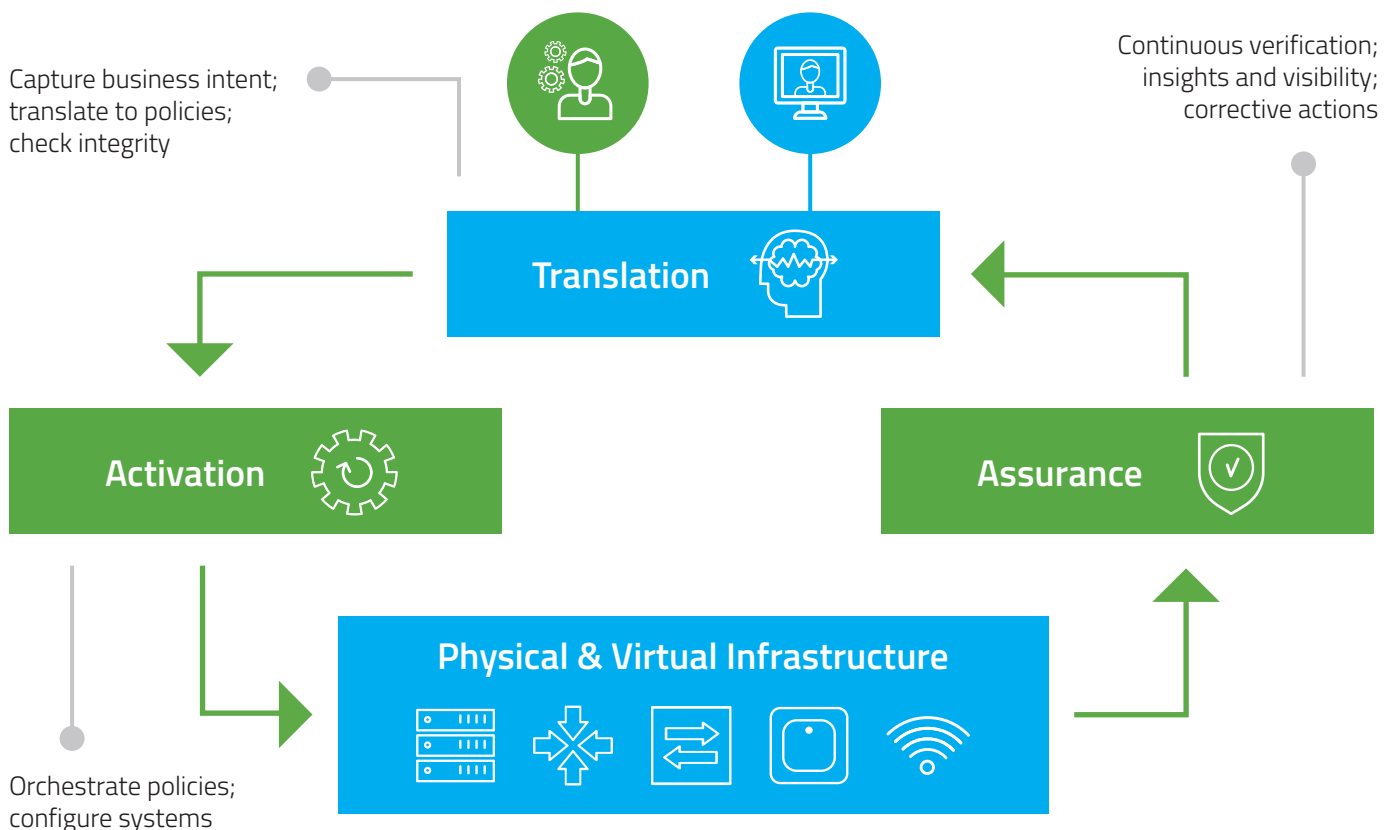 Capture business intent;
translate to policies;
check integrity
Continuous verification;
insights and visibility;
corrective actions
Translation
Activation
Assurance
Physical & Virtual Infrastructure
Orchestrate policies;
configure systems